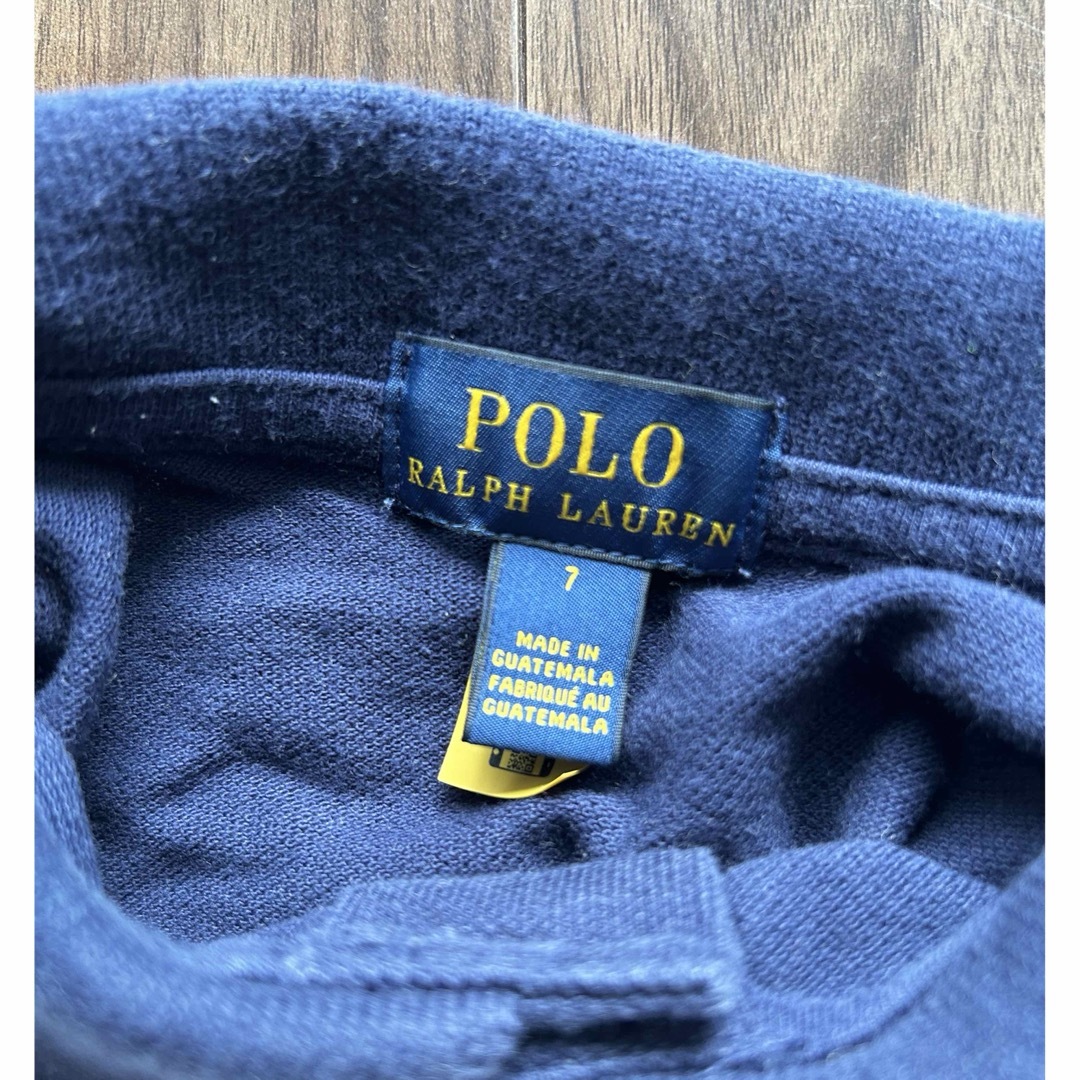 POLO
RALPH LAUREN
7
MADE IN
GUATEMALA
FABRIQUÉ AU
GUATEMALA